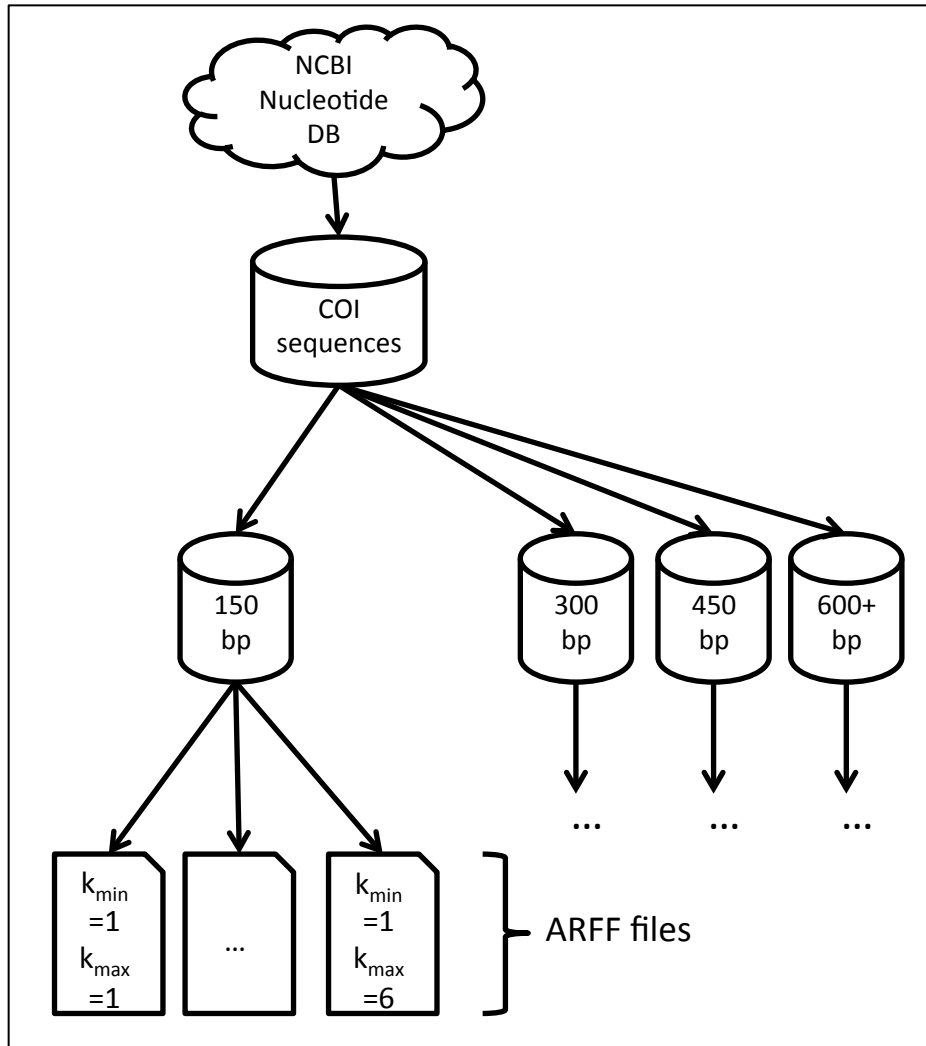 NCBI
Nucleotide
DB
COI
sequences
150
bp
300
bp
450
bp
600+
bp
...
...
...
kmin
=1
kmax
=1
...
kmin
=1
kmax
=6
ARFF files